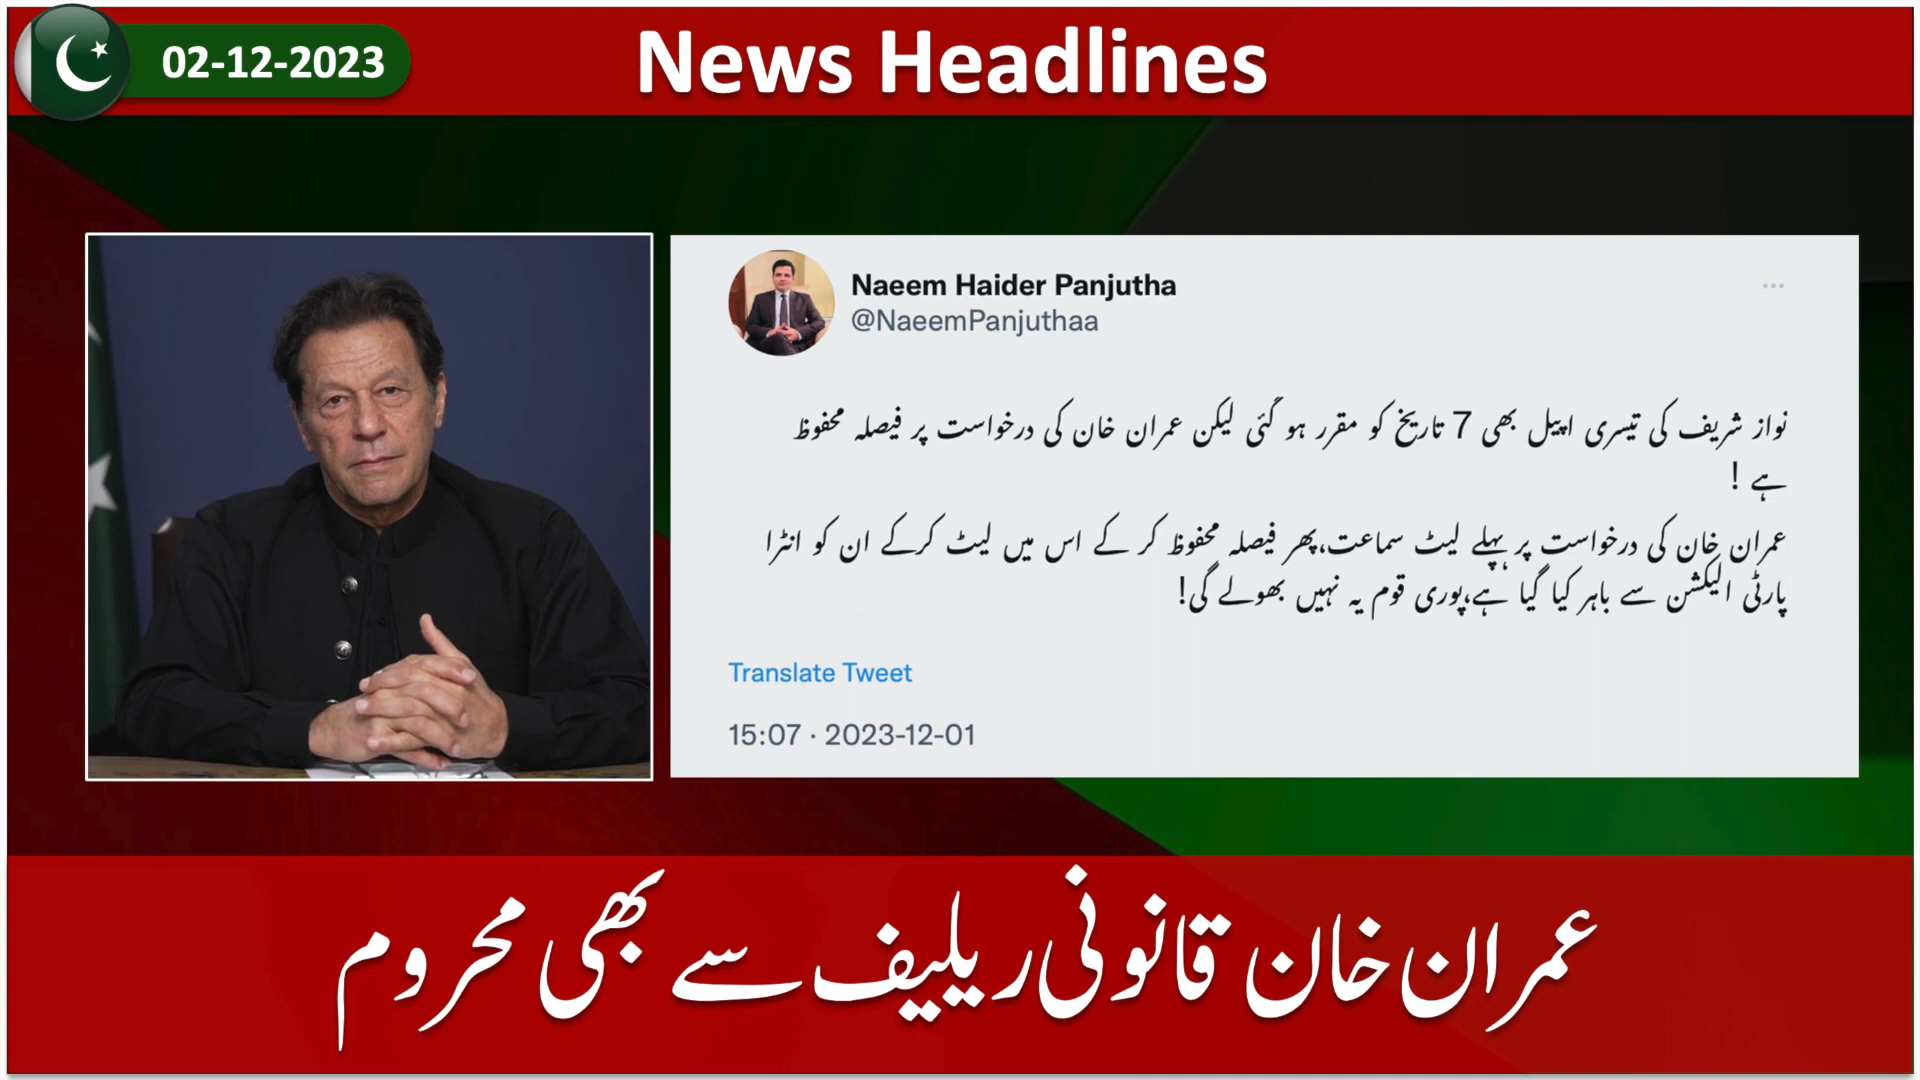 02-12-2023
News Headlines
Naeem Haider Panjutha
@NaeemPanjuthaa
نواز شریف کی تیسری اپیل بھی 7 تاریخ کو مقرر ہو گئی لیکن عمران خان کی درخواست پر فیصلہ محفوظ
ہے !
عمران خان کی درخواست پر پہلے لیٹ سماعت،پھر فیصلہ محفوظ کر کے اس میں لیٹ کرکے ان کو انٹرا
پارٹی الیکشن سے باہر کیا گیا ہے،پوری قوم یہ نہیں بھولے گی!
Translate Tweet
15:07 · 2023-12-01
عمران خان قانونی ریلیف سے بھی محروم